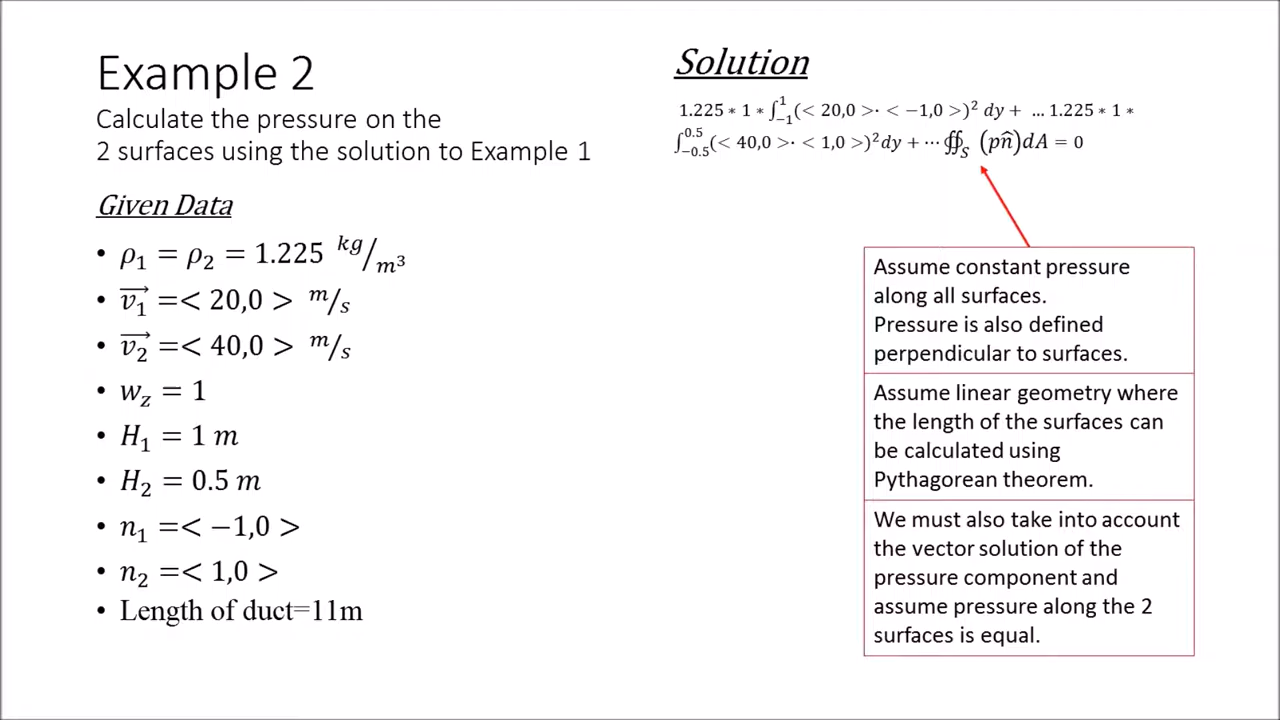 Example 2
Calculate the pressure on the
2 surfaces using the solution to Example 1
Given Data
• ρ₁ = ρ₂ = 1.225 kg/m³
• v₁⃗ =< 20,0 > m/s
• v₂⃗ =< 40,0 > m/s
• w_z = 1
• H₁ = 1 m
• H₂ = 0.5 m
• n₁ =< −1,0 >
• n₂ =< 1,0 >
• Length of duct=11m
Solution
1.225 ∗ 1 ∗ ∫₋₁¹(< 20,0 >∙ < −1,0 >)² dy + … 1.225 ∗ 1 ∗
∫₋₀.₅^0.5(< 40,0 >∙ < 1,0 >)²dy + ⋯ ∯_S (pn̂)dA = 0
Assume constant pressure
along all surfaces.
Pressure is also defined
perpendicular to surfaces.
Assume linear geometry where
the length of the surfaces can
be calculated using
Pythagorean theorem.
We must also take into account
the vector solution of the
pressure component and
assume pressure along the 2
surfaces is equal.